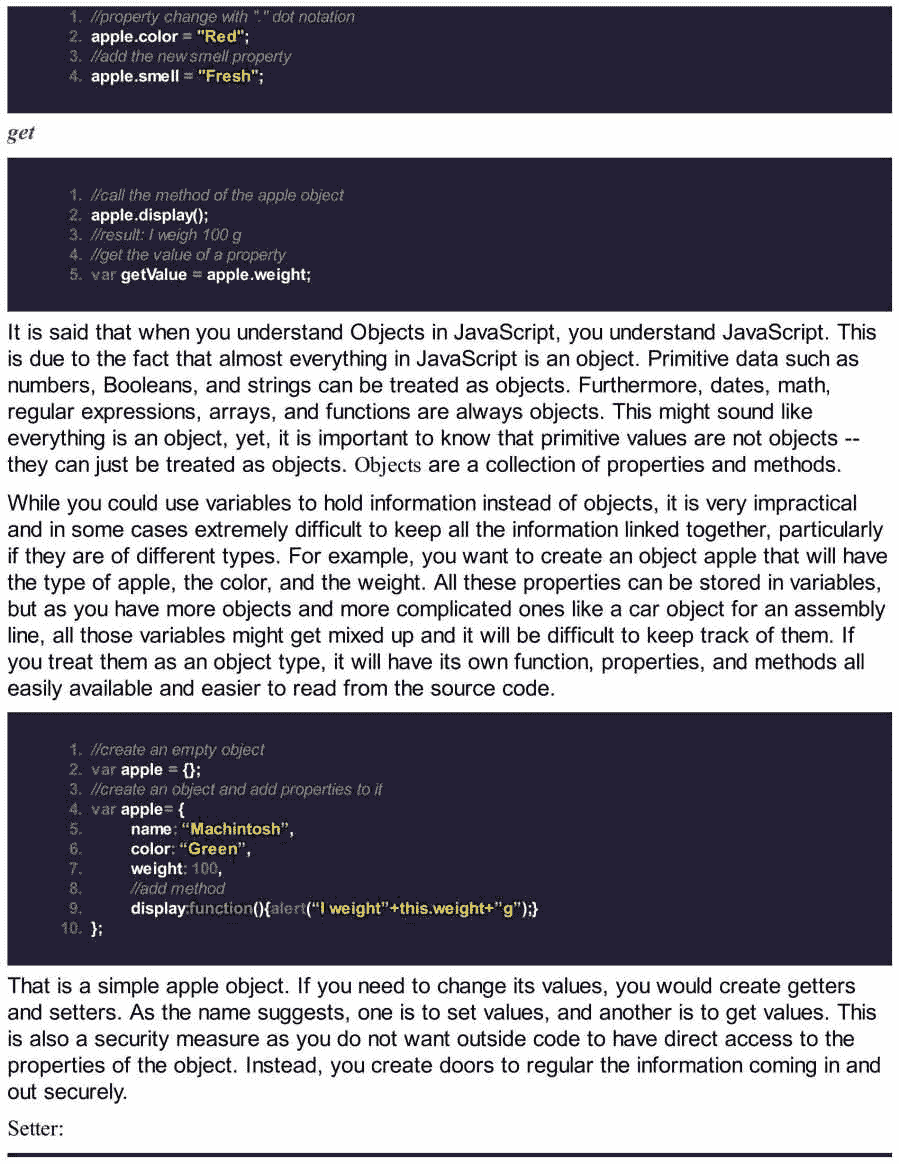 1. //property change with "." dot notation
2. apple.color = "Red";
3. //add the new smell property
4. apple.smell = "Fresh";
get
1. //call the method of the apple object
2. apple.display();
3. //result: I weigh 100 g
4. //get the value of a property
5. var getValue = apple.weight;
It is said that when you understand Objects in JavaScript, you understand JavaScript. This
is due to the fact that almost everything in JavaScript is an object. Primitive data such as
numbers, Booleans, and strings can be treated as objects. Furthermore, dates, math,
regular expressions, arrays, and functions are always objects. This might sound like
everything is an object, yet, it is important to know that primitive values are not objects --
they can just be treated as objects. Objects are a collection of properties and methods.
While you could use variables to hold information instead of objects, it is very impractical
and in some cases extremely difficult to keep all the information linked together, particularly
if they are of different types. For example, you want to create an object apple that will have
the type of apple, the color, and the weight. All these properties can be stored in variables,
but as you have more objects and more complicated ones like a car object for an assembly
line, all those variables might get mixed up and it will be difficult to keep track of them. If
you treat them as an object type, it will have its own function, properties, and methods all
easily available and easier to read from the source code.
1. //create an empty object
2. var apple = {};
3. //create an object and add properties to it
4. var apple= {
5. name: “Machintosh”,
6. color: “Green”,
7. weight: 100,
8. //add method
9. display:function(){alert(“I weight”+this.weight+”g”);}
10. };
That is a simple apple object. If you need to change its values, you would create getters
and setters. As the name suggests, one is to set values, and another is to get values. This
is also a security measure as you do not want outside code to have direct access to the
properties of the object. Instead, you create doors to regular the information coming in and
out securely.
Setter: